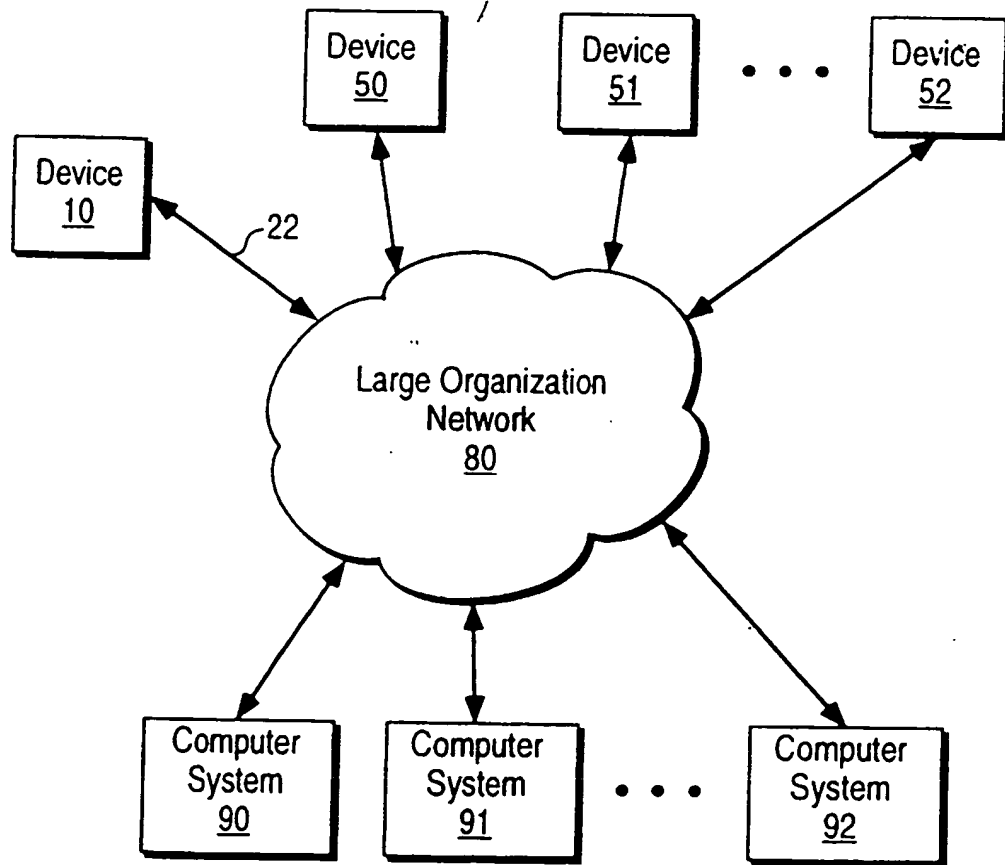 Device
50
Device
51
Device
52
Device
10
22
Large Organization
Network
80
Computer
System
90
Computer
System
91
Computer
System
92